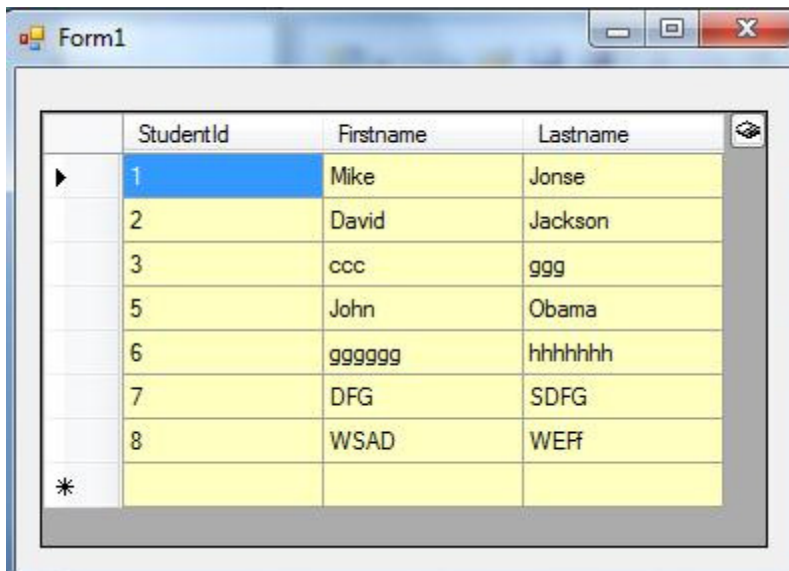 Form1
StudentId Firstname Lastname
1 Mike Jonse
2 David Jackson
3 ccc ggg
5 John Obama
6 gggggg hhhhhhh
7 DFG SDFG
8 WSAD WEFf